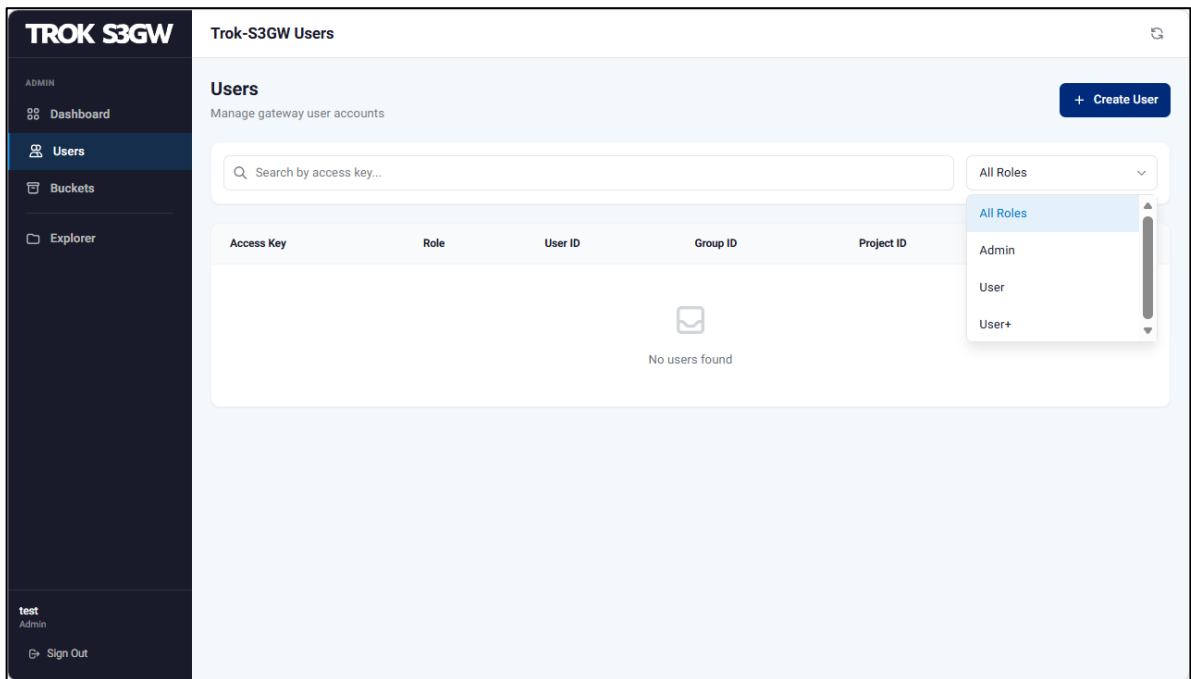 TROK S3GW
Trok-S3GW Users
ADMIN
Dashboard
Users
Buckets
Explorer
Users
Manage gateway user accounts
+ Create User
Search by access key...
All Roles
All Roles
Admin
User
User+
Access Key Role User ID Group ID Project ID
No users found
test
Admin
Sign Out